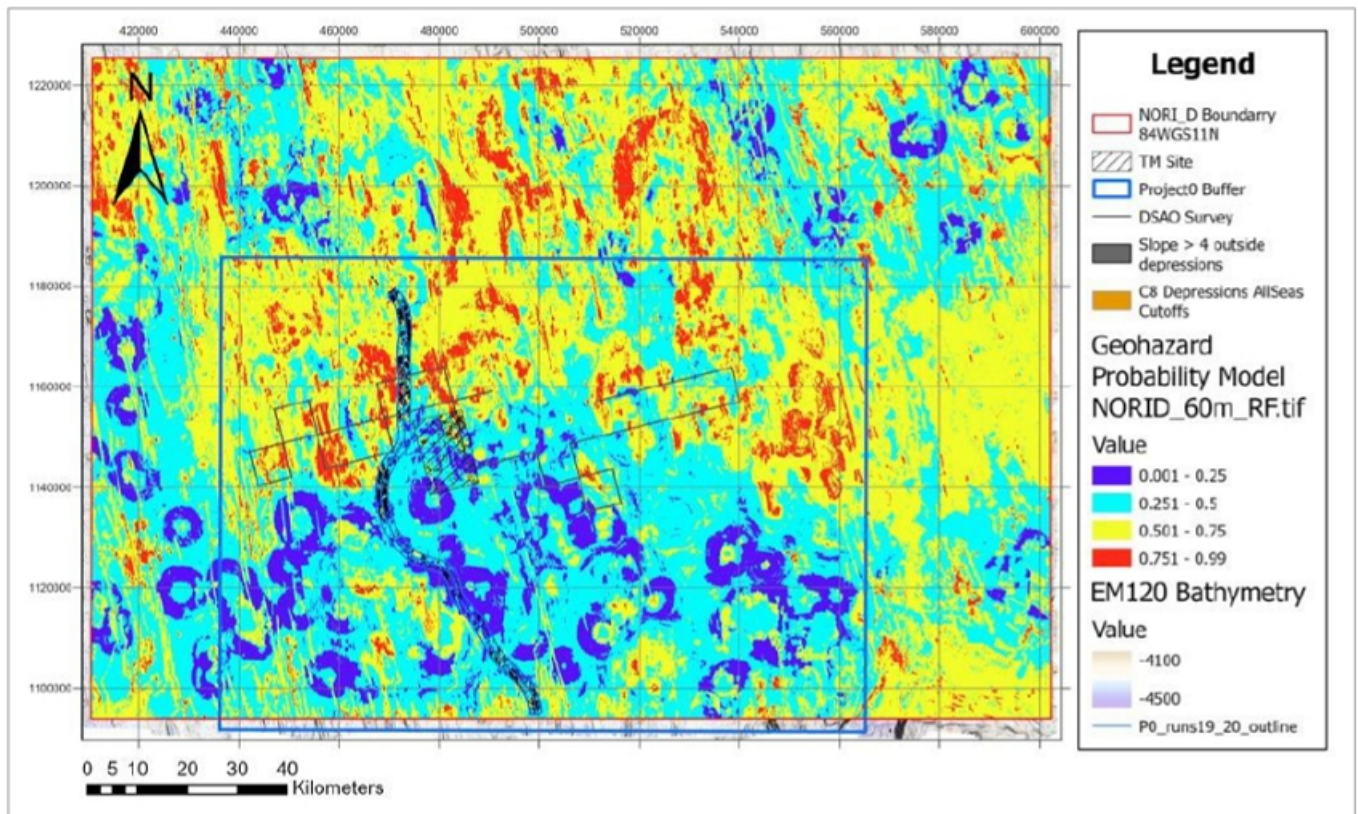 420000 440000 460000 480000 500000 520000 540000 560000 580000 600000
1220000
1200000
1180000
1160000
1140000
1120000
1100000
N
0 5 10 20 30 40
Kilometers
Legend
NORI_D Boundarry
84WGS11N
TM Site
Project0 Buffer
DSAO Survey
Slope > 4 outside
depressions
C8 Depressions AllSeas
Cutoffs
Geohazard
Probability Model
NORID_60m_RF.tif
Value
0.001 - 0.25
0.251 - 0.5
0.501 - 0.75
0.751 - 0.99
EM120 Bathymetry
Value
-4100
-4500
P0_runs19_20_outline